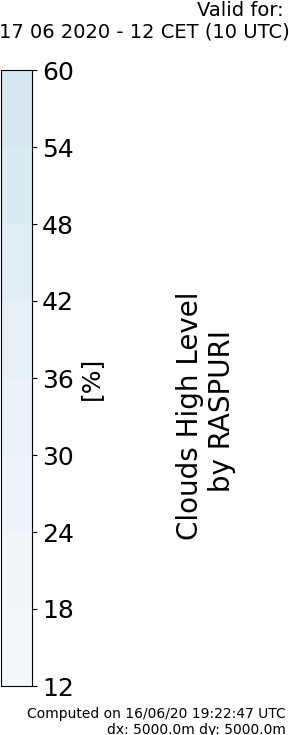 Valid for:
17 06 2020 - 12 CET (10 UTC)
60
54
48
42
36
30
24
18
12
[%]
Clouds High Level
by RASPURI
Computed on 16/06/20 19:22:47 UTC
dx: 5000.0m dy: 5000.0m